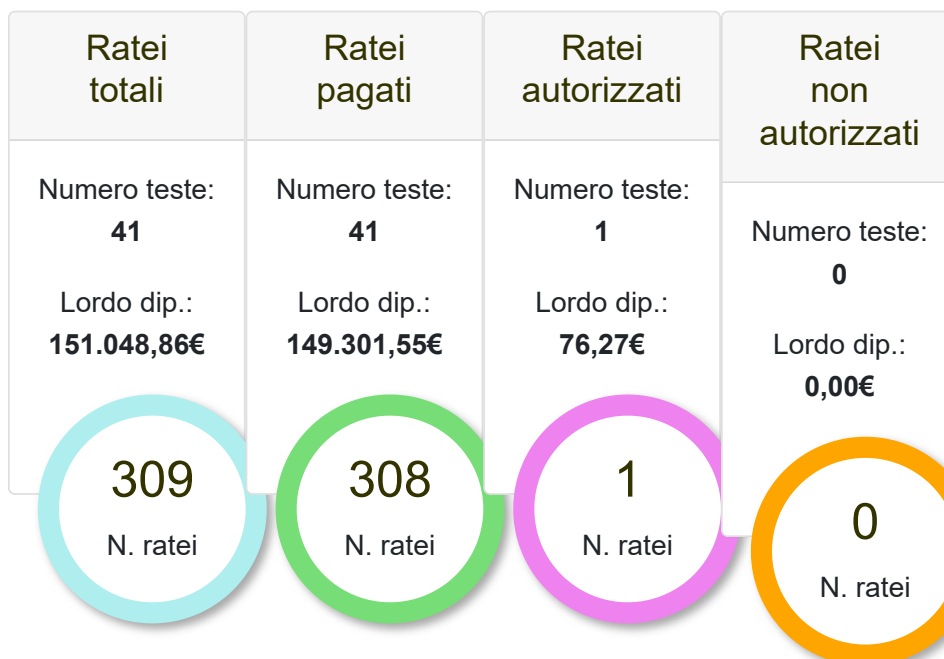 Ratei
totali
Numero teste:
41
Lordo dip.:
151.048,86€
309
N. ratei
Ratei
pagati
Numero teste:
41
Lordo dip.:
149.301,55€
308
N. ratei
Ratei
autorizzati
Numero teste:
1
Lordo dip.:
76,27€
1
N. ratei
Ratei
non
autorizzati
Numero teste:
0
Lordo dip.:
0,00€
0
N. ratei